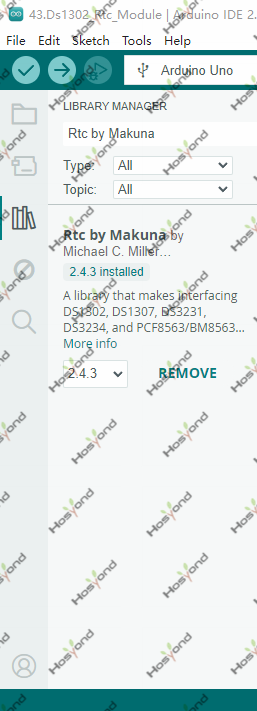 43.Ds1302_Rtc_Module | Arduino IDE 2.
File Edit Sketch Tools Help
Arduino Uno
LIBRARY MANAGER
Rtc by Makuna
Type: All
Topic: All
Rtc by Makuna by
Michael C. Miller…
2.4.3 installed
A library that makes interfacing
DS1302, DS1307, DS3231,
DS3234, and PCF8563/BM8563...
More info
2.4.3 REMOVE
Hosyond